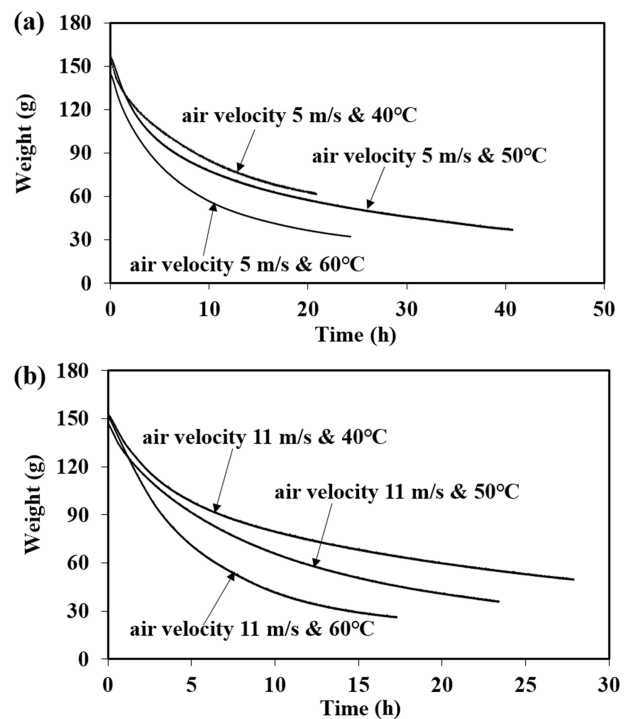 (a)
180
150
120
90
60
30
0
Weight (g)
air velocity 5 m/s & 40°C
air velocity 5 m/s & 50°C
air velocity 5 m/s & 60°C
0 10 20 30 40 50
Time (h)
(b)
180
150
120
90
60
30
0
Weight (g)
air velocity 11 m/s & 40°C
air velocity 11 m/s & 50°C
air velocity 11 m/s & 60°C
0 5 10 15 20 25 30
Time (h)